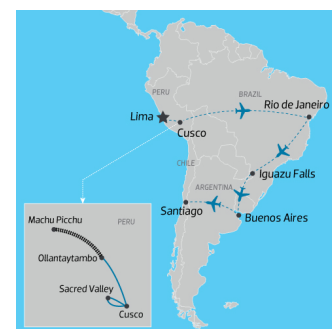 PERU
BRAZIL
Rio de Janeiro
Lima
Cusco
CHILE
Iguazu Falls
ARGENTINA
Santiago
Buenos Aires
Machu Picchu
PERU
Ollantaytambo
Sacred Valley
Cusco